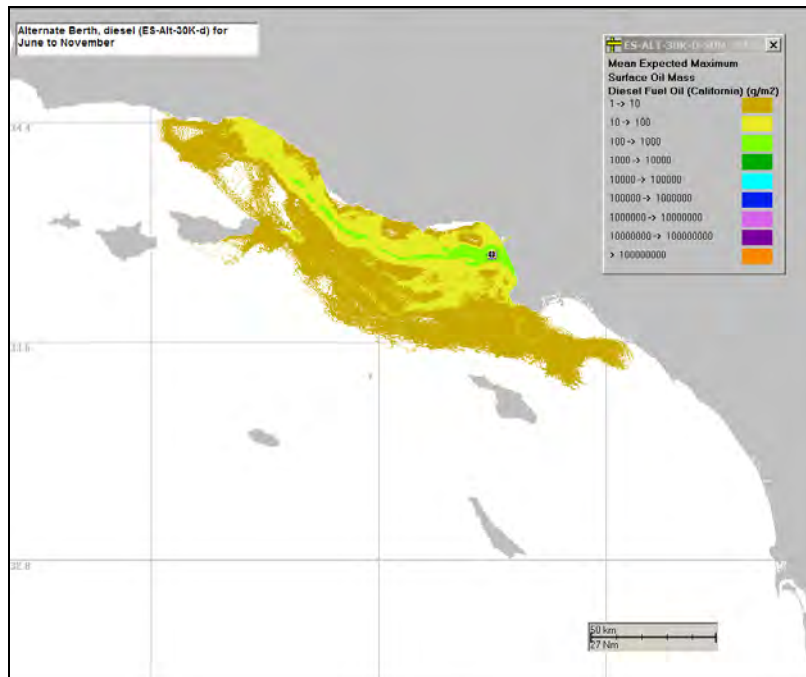 Alternate Berth, diesel (ES-Alt-30K-d) for
June to November
Mean Expected Maximum
Surface Oil Mass
Diesel Fuel Oil (California) (g/m2)
1 -> 10
10 -> 100
100 -> 1000
1000 -> 10000
10000 -> 100000
100000 -> 1000000
1000000 -> 10000000
10000000 -> 100000000
> 100000000
50 km
27 Nm